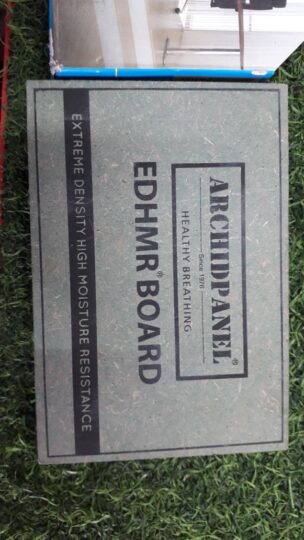 ARCHIDPANEL®
Since 1976
HEALTHY BREATHING
EDHMR® BOARD
EXTREME DENSITY HIGH MOISTURE RESISTANCE